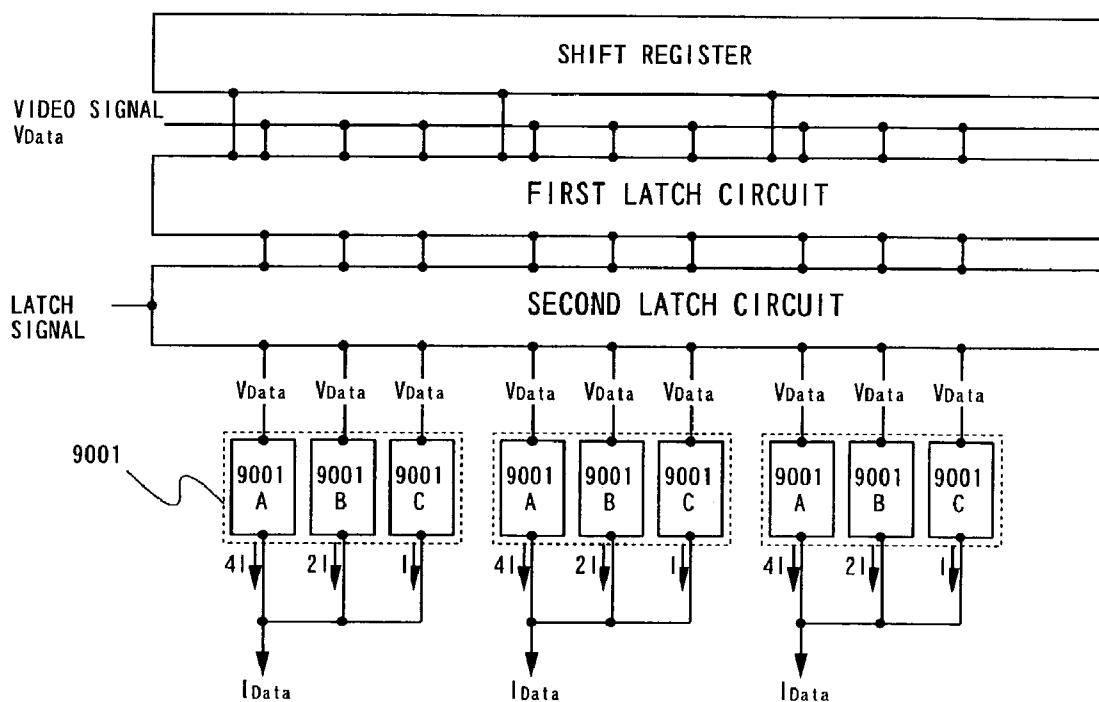 SHIFT REGISTER
VIDEO SIGNAL
VData
FIRST LATCH CIRCUIT
LATCH
SIGNAL
SECOND LATCH CIRCUIT
VData VData VData VData VData VData VData VData VData
9001
9001 A 9001 B 9001 C 9001 A 9001 B 9001 C 9001 A 9001 B 9001 C
4I 2I I 4I 2I I 4I 2I I
IData IData IData